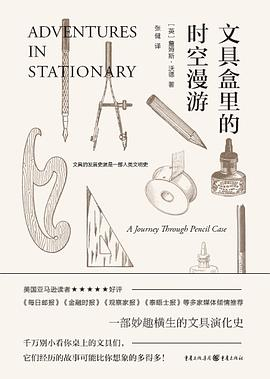 ADVENTURES
IN
STATIONARY
文具盒里的
时空漫游
[英] 詹姆斯·沃德 著
张健 译
文具的发展史就是一部人类文明史
A Journey Through Pencil Case
美国亚马逊读者★★★★★好评
《每日邮报》《金融时报》《观察家报》《泰晤士报》等多家媒体倾情推荐
一部妙趣横生的文具演化史
千万别小看你桌上的文具们，
它们经历的故事可能比你想象的多得多！
重庆出版集团 重庆出版社